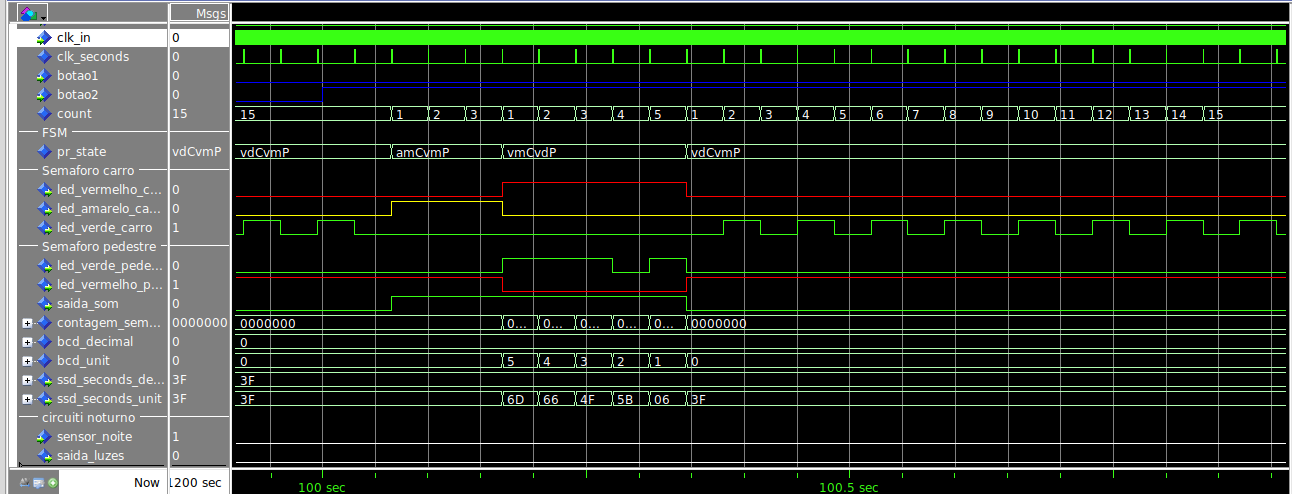 Msgs
clk_in 0
clk_seconds 0
botao1 0
botao2 0
count 15 15 1 2 3 1 2 3 4 5 1 2 3 4 5 6 7 8 9 10 11 12 13 14 15
FSM
pr_state vdCvmP vdCvmP amCvmP vmCvdP vdCvmP
Semaforo carro
led_vermelho_c... 0
led_amarelo_ca... 0
led_verde_carro 1
Semaforo pedestre
led_verde_pede... 0
led_vermelho_p... 1
saida_som 0
contagem_sem... 0000000 0000000 0... 0... 0... 0... 0... 0000000
bcd_decimal 0 0
bcd_unit 0 0 5 4 3 2 1 0
ssd_seconds_de... 3F 3F
ssd_seconds_unit 3F 3F 6D 66 4F 5B 06 3F
circuiti noturno
sensor_noite 1
saida_luzes 0
Now 1200 sec 100 sec 100.5 sec